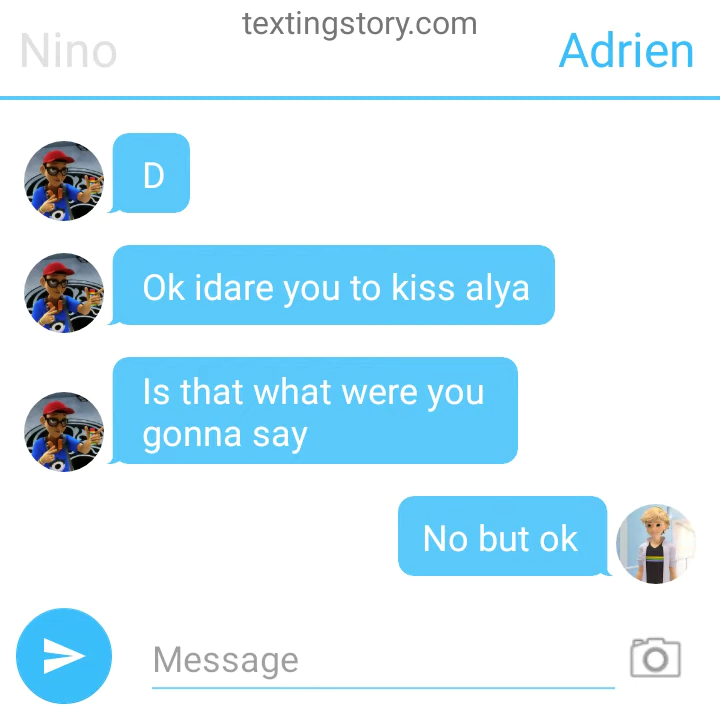 textingstory.com
Nino
Adrien
D
Ok idare you to kiss alya
Is that what were you
gonna say
No but ok
Message